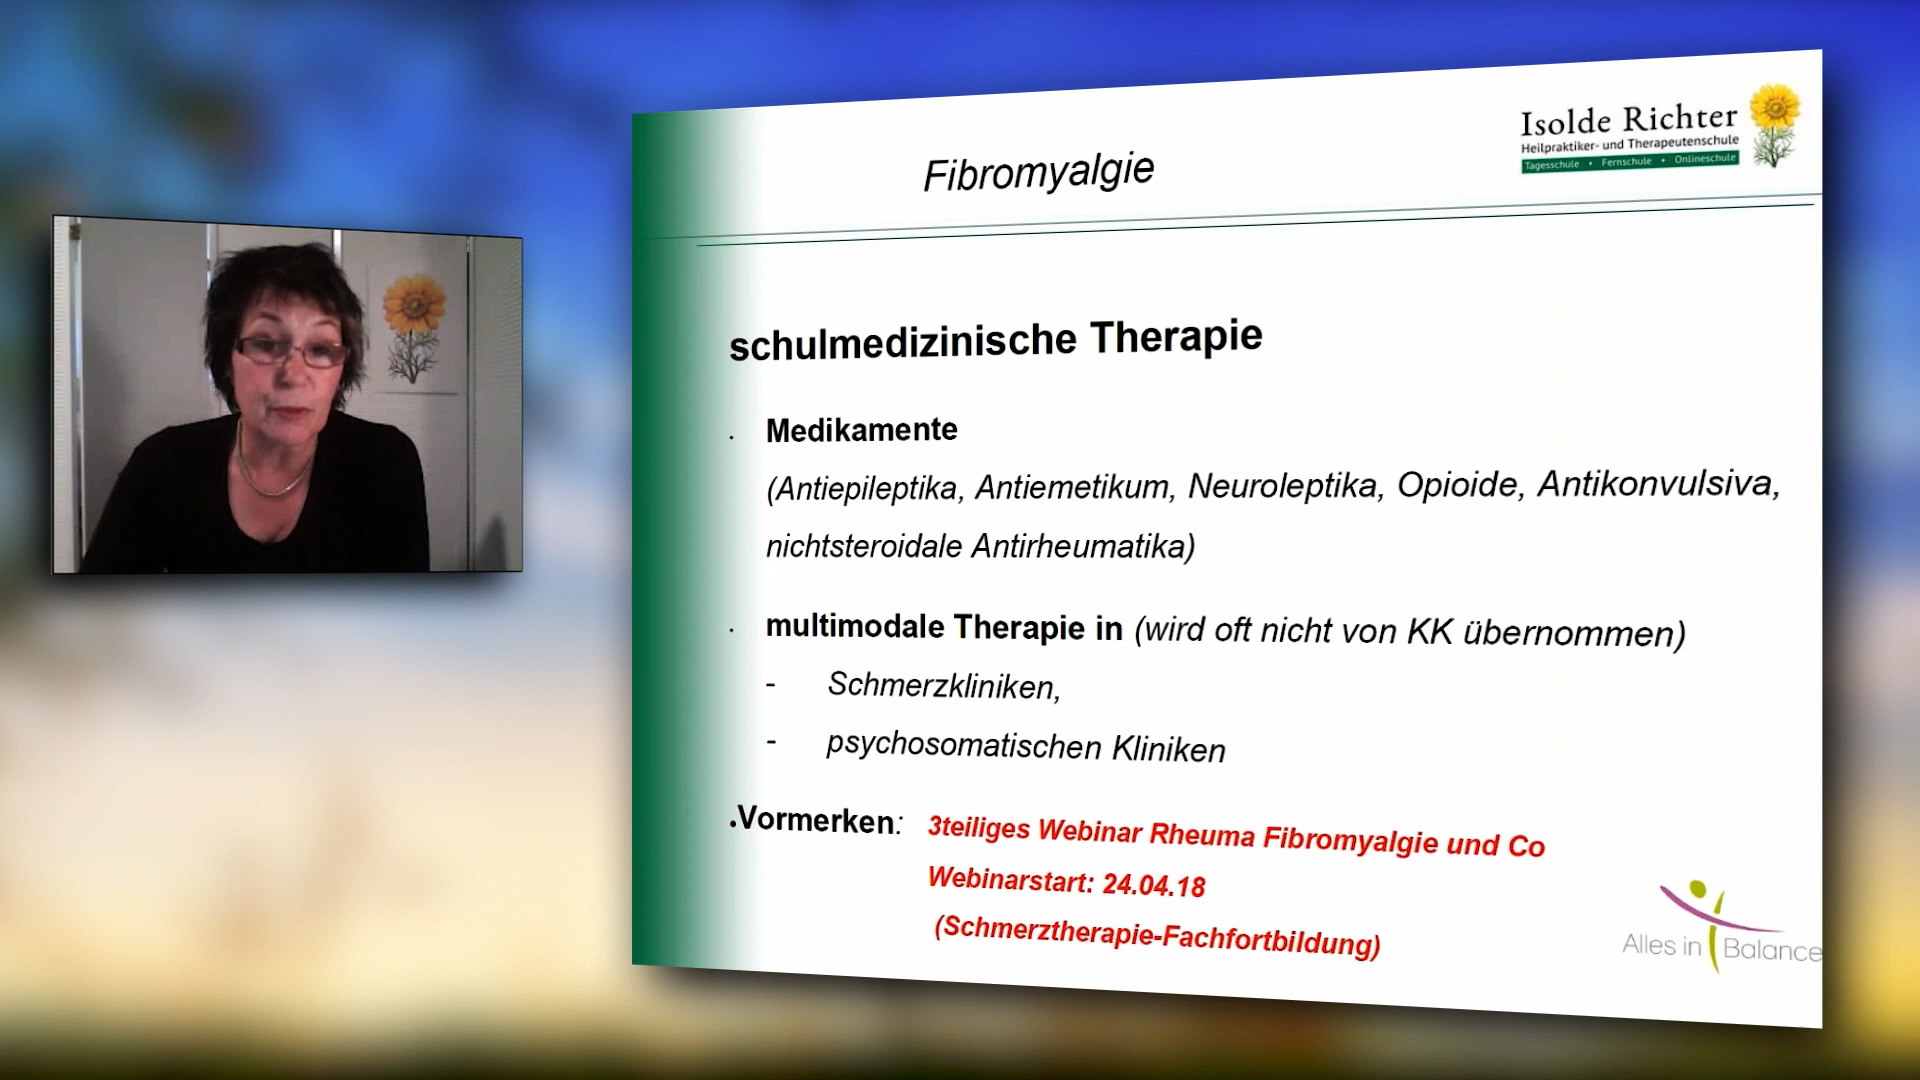 Fibromyalgie
Isolde Richter
Heilpraktiker- und Therapeutenschule
Tagesschule • Fernschule • Onlineschule
schulmedizinische Therapie
. Medikamente
(Antiepileptika, Antiemetikum, Neuroleptika, Opioide, Antikonvulsiva,
nichtsteroidale Antirheumatika)
. multimodale Therapie in (wird oft nicht von KK übernommen)
- Schmerzkliniken,
- psychosomatischen Kliniken
.Vormerken: 3teiliges Webinar Rheuma Fibromyalgie und Co
Webinarstart: 24.04.18
(Schmerztherapie-Fachfortbildung)
Alles in Balance